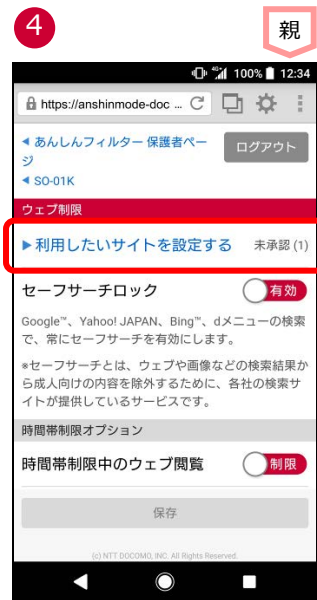 4
親
100% 12:34
https://anshinmode-doc ...
あんしんフィルター 保護者ペー
ジ
ログアウト
SO-01K
ウェブ制限
利用したいサイトを設定する 未承認 (1)
セーフサーチロック 有効
Google™、Yahoo! JAPAN、Bing™、dメニューの検索
で、常にセーフサーチを有効にします。
*セーフサーチとは、ウェブや画像などの検索結果か
ら成人向けの内容を除外するために、各社の検索サ
イトが提供しているサービスです。
時間帯制限オプション
時間帯制限中のウェブ閲覧 制限
保存
(c) NTT DOCOMO, INC. All Rights Reserved.